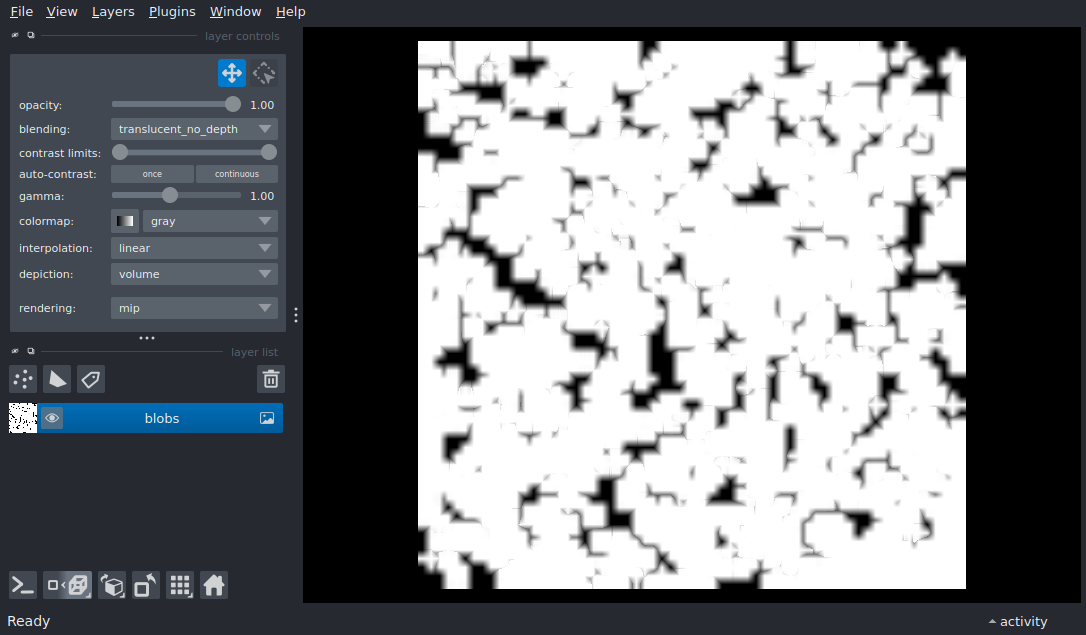 File View Layers Plugins Window Help
layer controls
opacity: 1.00
blending: translucent_no_depth
contrast limits:
auto-contrast: once continuous
gamma: 1.00
colormap: gray
interpolation: linear
depiction: volume
rendering: mip
layer list
blobs
Ready activity